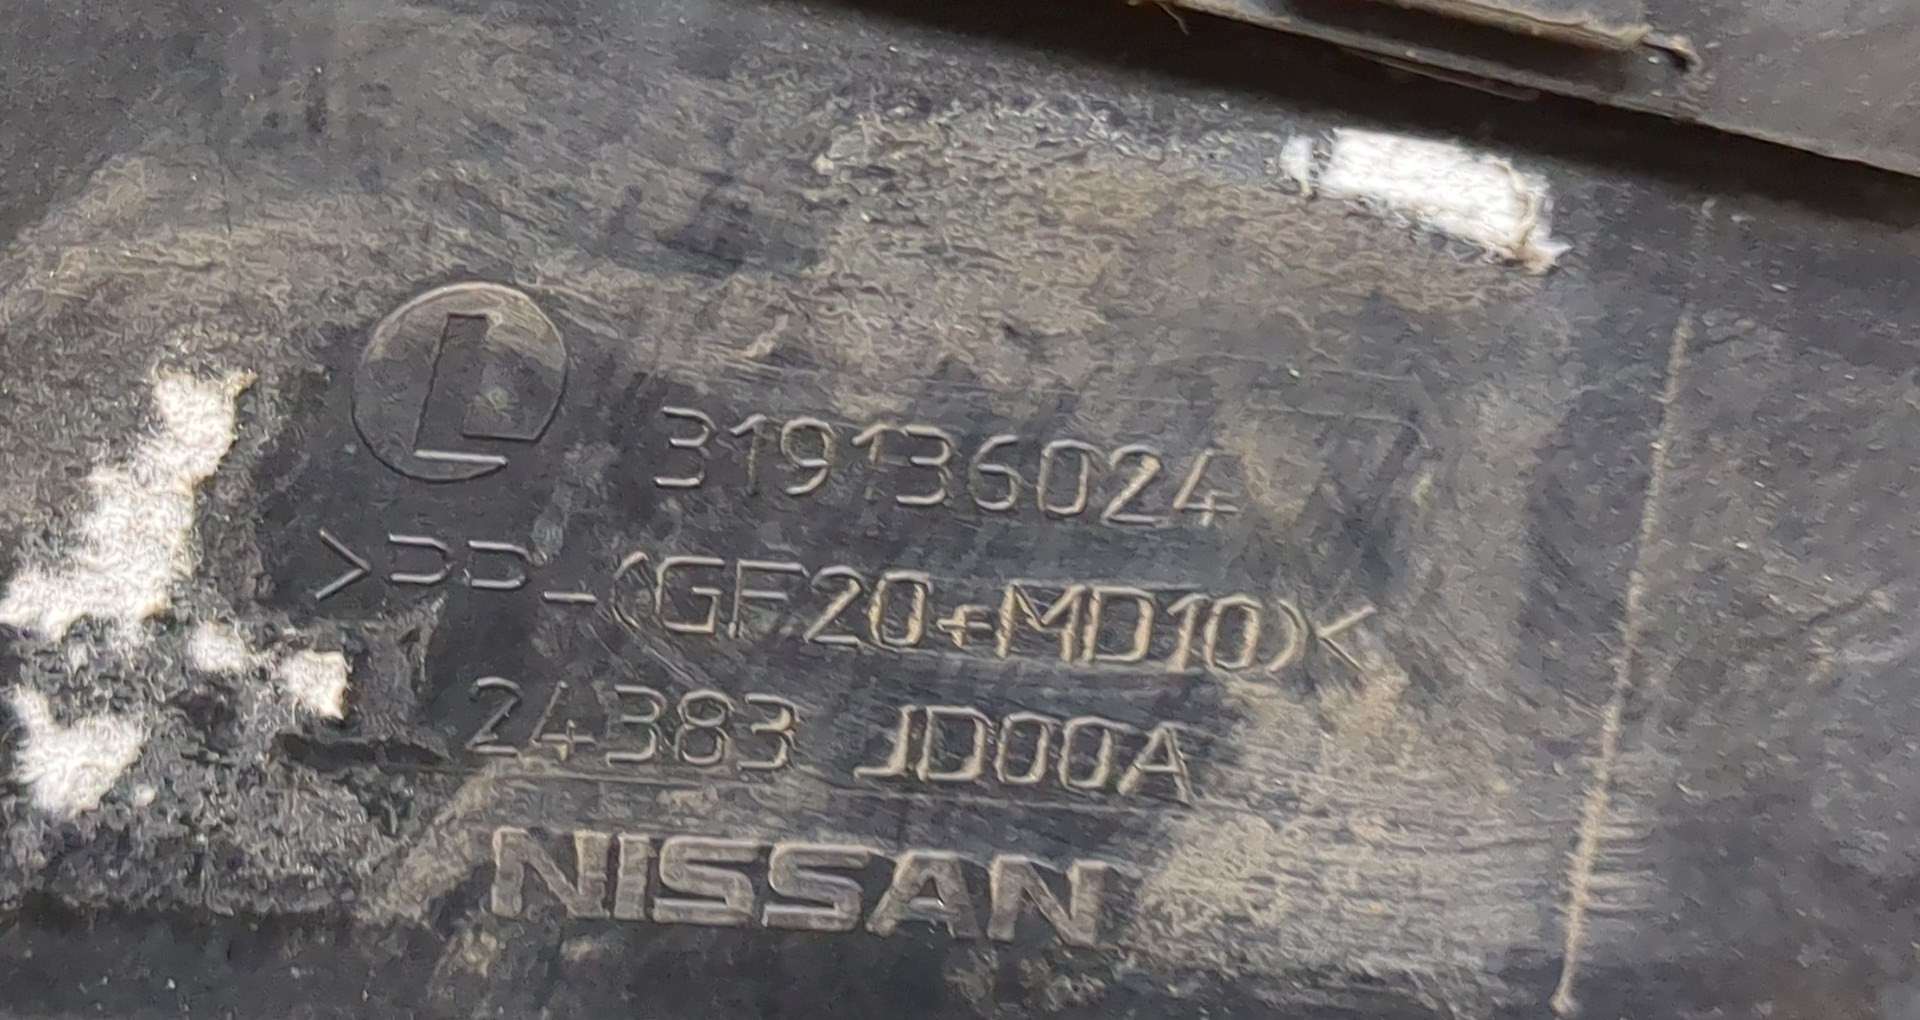 L 319136024
>PP-(GF20+MD10)<
24383 JD00A
NISSAN